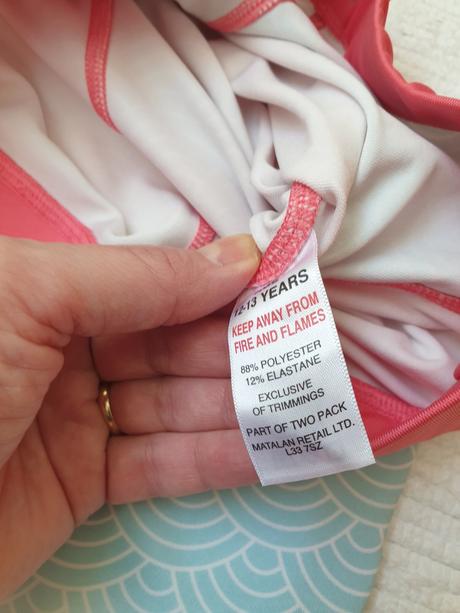 12-13 YEARS
KEEP AWAY FROM
FIRE AND FLAMES
88% POLYESTER
12% ELASTANE
EXCLUSIVE
OF TRIMMINGS
PART OF TWO PACK
MATALAN RETAIL LTD.
L33 7SZ